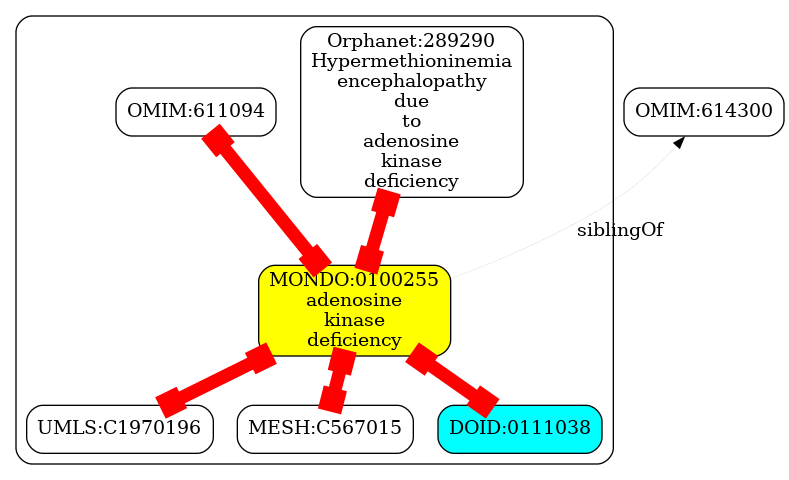 Orphanet:289290
Hypermethioninemia
encephalopathy
due
to
adenosine
kinase
deficiency
OMIM:611094
OMIM:614300
siblingOf
MONDO:0100255
adenosine
kinase
deficiency
UMLS:C1970196
MESH:C567015
DOID:0111038